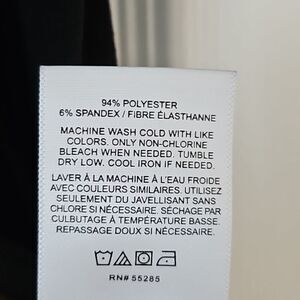 94% POLYESTER
6% SPANDEX / FIBRE ÉLASTHANNE
MACHINE WASH COLD WITH LIKE
COLORS. ONLY NON-CHLORINE
BLEACH WHEN NEEDED. TUMBLE
DRY LOW. COOL IRON IF NEEDED.
LAVER À LA MACHINE À L'EAU FROIDE
AVEC COULEURS SIMILAIRES. UTILISEZ
SEULEMENT DU JAVELLISANT SANS
CHLORE SI NÉCESSAIRE. SÉCHAGE PAR
CULBUTAGE À TEMPÉRATURE BASSE.
REPASSAGE DOUX SI NÉCESSAIRE.
RN# 55285